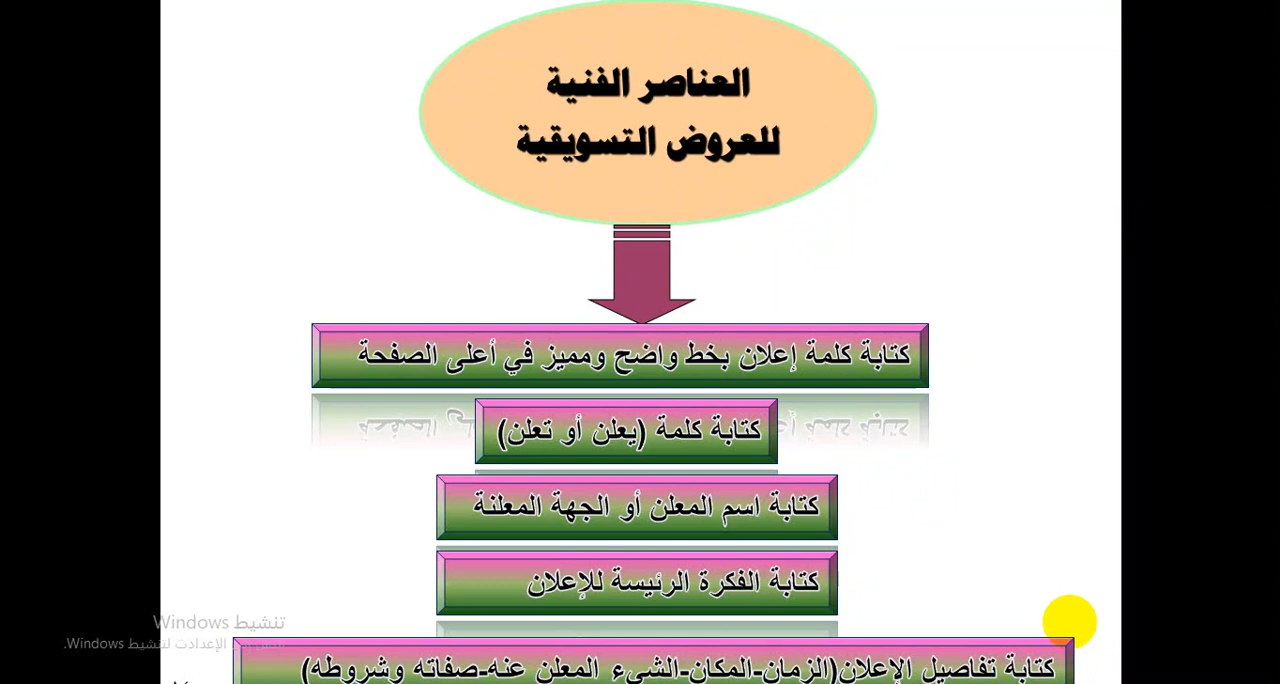 العناصر الفنية
للعروض التسويقية
كتابة كلمة إعلان بخط واضح ومميز في أعلى الصفحة
كتابة كلمة (يعلن أو تعلن)
كتابة اسم المعلن أو الجهة المعلنة
كتابة الفكرة الرئيسة للإعلان
تنشيط Windows
الإعدادت لتنشيط Windows.
كتابة تفاصيل الإعلان(الزمان-المكان-الشيء المعلن عنه-صفاته وشروطه)